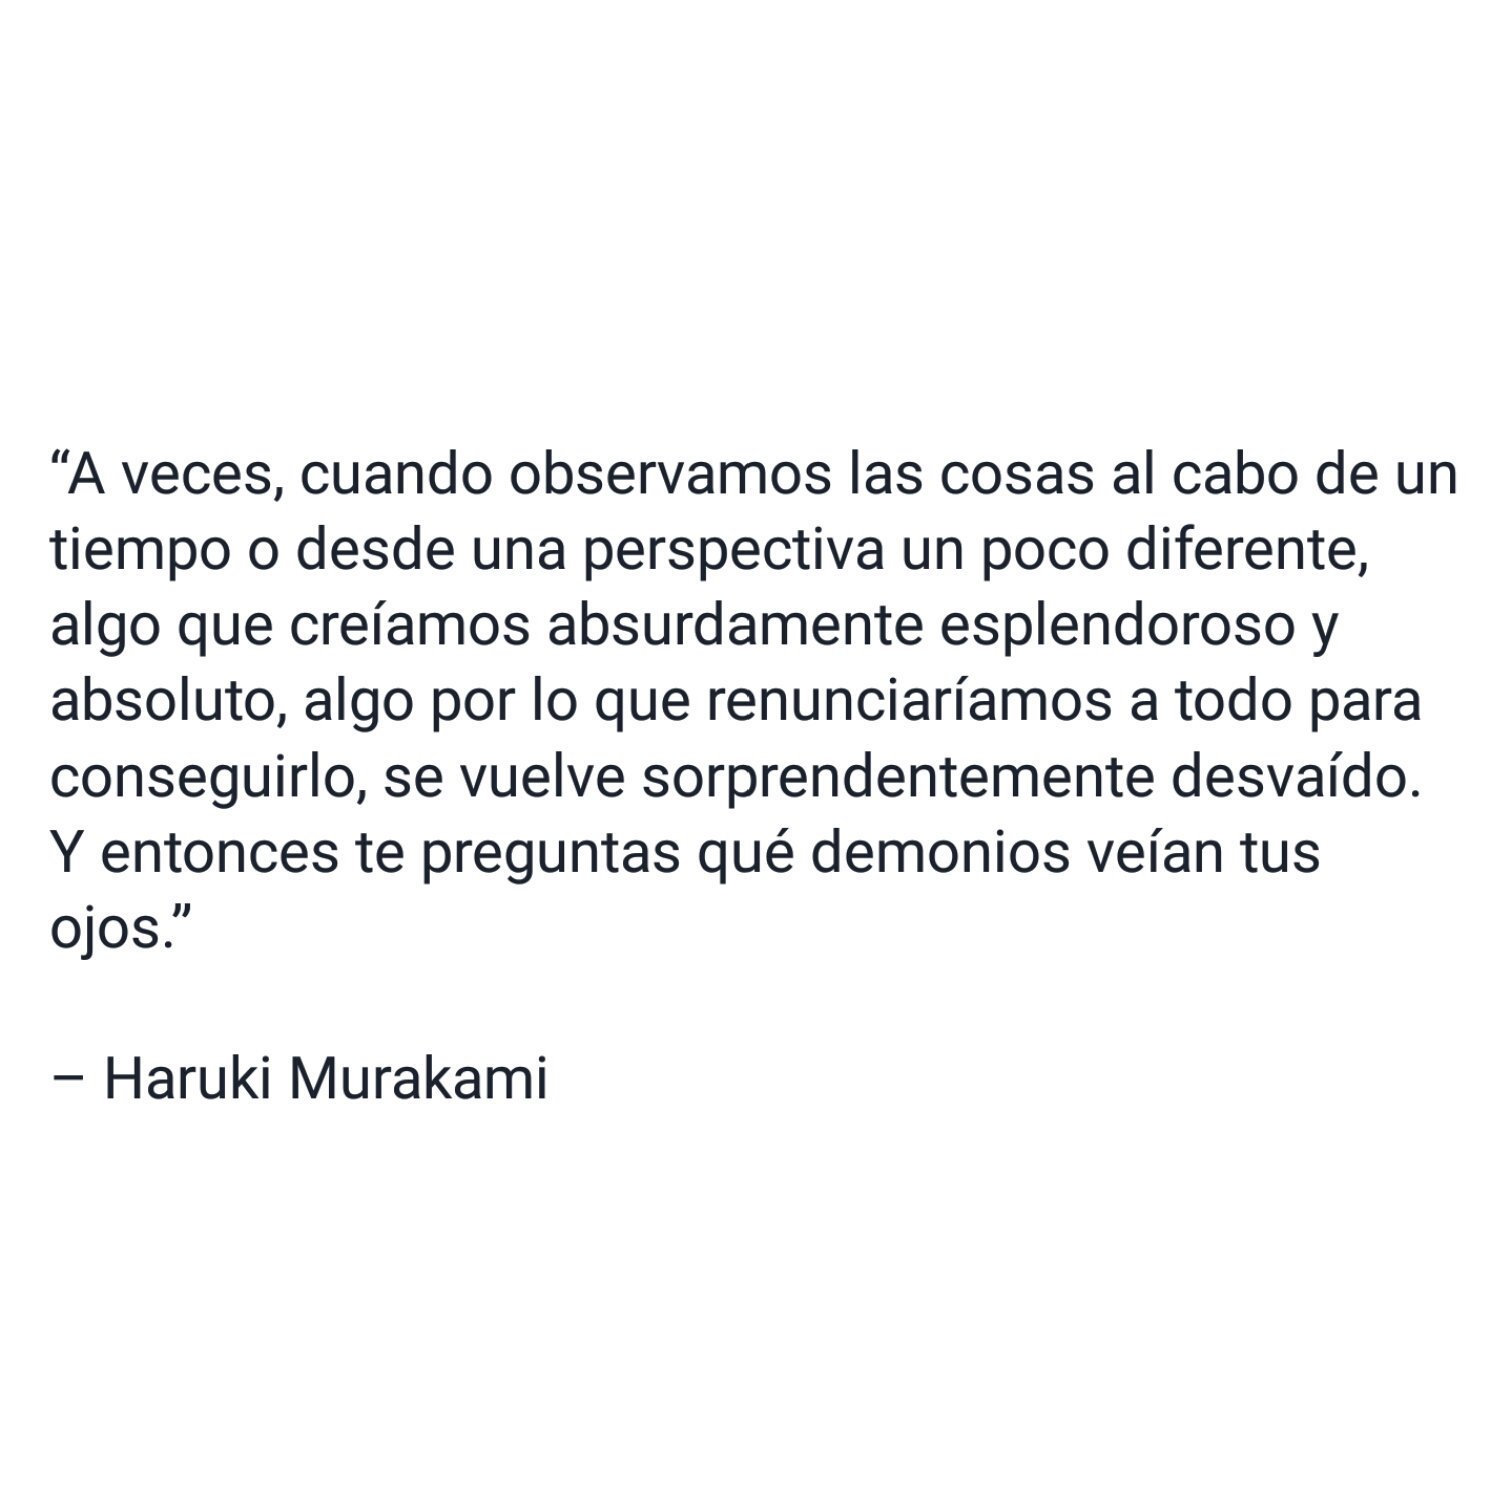 “A veces, cuando observamos las cosas al cabo de un
tiempo o desde una perspectiva un poco diferente,
algo que creíamos absurdamente esplendoroso y
absoluto, algo por lo que renunciaríamos a todo para
conseguirlo, se vuelve sorprendentemente desvaído.
Y entonces te preguntas qué demonios veían tus
ojos.”
– Haruki Murakami